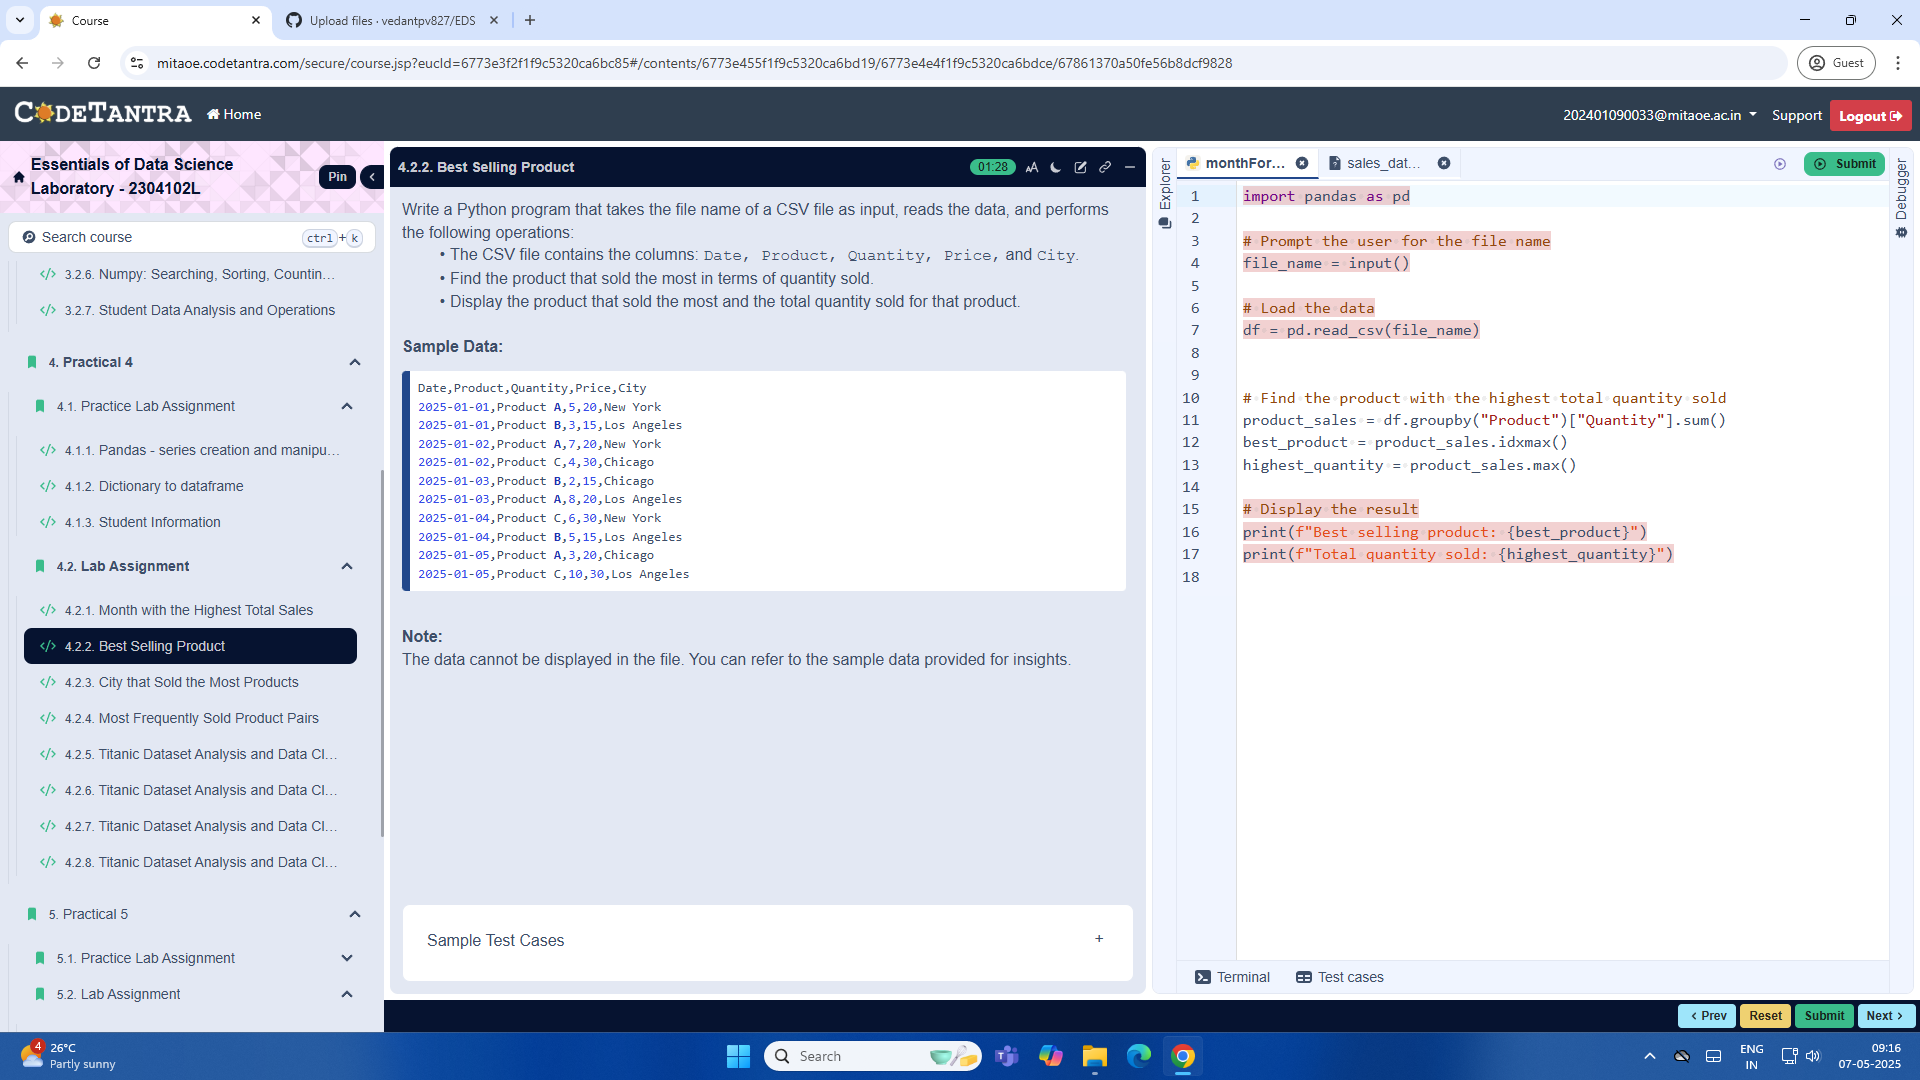 Course
Upload files · vedantpv827/EDS
mitaoe.codetantra.com/secure/course.jsp?eucId=6773e3f2f1f9c5320ca6bc85#/contents/6773e455f1f9c5320ca6bd19/6773e4e4f1f9c5320ca6bdce/67861370a50fe56b8dcf9828
Guest
CODETANTRA
Home
202401090033@mitaoe.ac.in
Support
Logout
Essentials of Data Science
Laboratory - 2304102L
Pin
Search course
ctrl + k
3.2.6. Numpy: Searching, Sorting, Countin...
3.2.7. Student Data Analysis and Operations
4. Practical 4
4.1. Practice Lab Assignment
4.1.1. Pandas - series creation and manipu...
4.1.2. Dictionary to dataframe
4.1.3. Student Information
4.2. Lab Assignment
4.2.1. Month with the Highest Total Sales
4.2.2. Best Selling Product
4.2.3. City that Sold the Most Products
4.2.4. Most Frequently Sold Product Pairs
4.2.5. Titanic Dataset Analysis and Data Cl...
4.2.6. Titanic Dataset Analysis and Data Cl...
4.2.7. Titanic Dataset Analysis and Data Cl...
4.2.8. Titanic Dataset Analysis and Data Cl...
5. Practical 5
5.1. Practice Lab Assignment
5.2. Lab Assignment
4.2.2. Best Selling Product
01:28
AA
Write a Python program that takes the file name of a CSV file as input, reads the data, and performs
the following operations:
• The CSV file contains the columns: Date, Product, Quantity, Price, and City.
• Find the product that sold the most in terms of quantity sold.
• Display the product that sold the most and the total quantity sold for that product.
Sample Data:
Date,Product,Quantity,Price,City
2025-01-01,Product A,5,20,New York
2025-01-01,Product B,3,15,Los Angeles
2025-01-02,Product A,7,20,New York
2025-01-02,Product C,4,30,Chicago
2025-01-03,Product B,2,15,Chicago
2025-01-03,Product A,8,20,Los Angeles
2025-01-04,Product C,6,30,New York
2025-01-04,Product B,5,15,Los Angeles
2025-01-05,Product A,3,20,Chicago
2025-01-05,Product C,10,30,Los Angeles
Note:
The data cannot be displayed in the file. You can refer to the sample data provided for insights.
Sample Test Cases
+
Explorer
monthFor...
sales_dat...
Submit
Debugger
1 import pandas as pd
2
3 # Prompt the user for the file name
4 file_name = input()
5
6 # Load the data
7 df = pd.read_csv(file_name)
8
9
10 # Find the product with the highest total quantity sold
11 product_sales = df.groupby("Product")["Quantity"].sum()
12 best_product = product_sales.idxmax()
13 highest_quantity = product_sales.max()
14
15 # Display the result
16 print(f"Best selling product: {best_product}")
17 print(f"Total quantity sold: {highest_quantity}")
18
Terminal
Test cases
< Prev
Reset
Submit
Next >
4
26°C
Partly sunny
Search
ENG
IN
09:16
07-05-2025